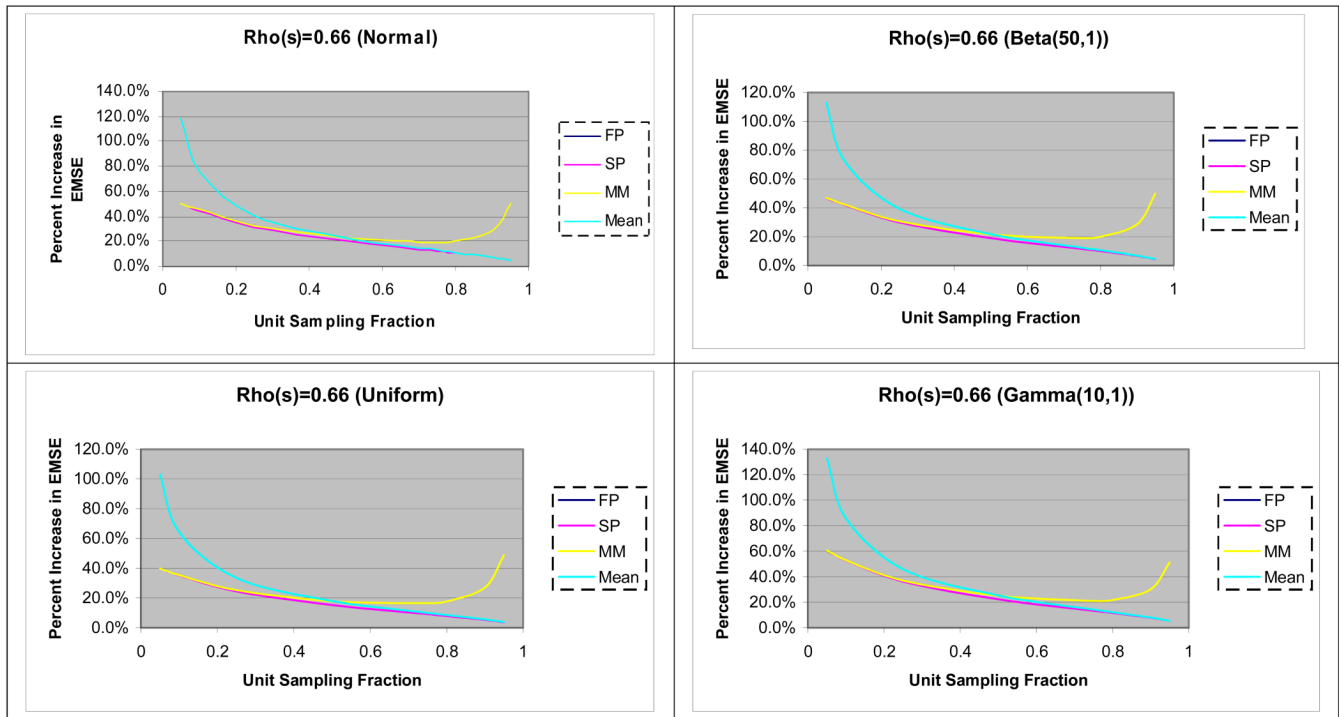 Rho(s)=0.66 (Normal)
Percent Increase in
EMSE
140.0%
120.0%
100.0%
80.0%
60.0%
40.0%
20.0%
0.0%
0 0.2 0.4 0.6 0.8 1
Unit Sampling Fraction
FP
SP
MM
Mean
Rho(s)=0.66 (Beta(50,1))
Percent Increase in EMSE
120.0%
100.0%
80.0%
60.0%
40.0%
20.0%
0.0%
0 0.2 0.4 0.6 0.8 1
Unit Sampling Fraction
FP
SP
MM
Mean
Rho(s)=0.66 (Uniform)
Percent Increase in EMSE
120.0%
100.0%
80.0%
60.0%
40.0%
20.0%
0.0%
0 0.2 0.4 0.6 0.8 1
Unit Sampling Fraction
FP
SP
MM
Mean
Rho(s)=0.66 (Gamma(10,1))
Percent Increase in EMSE
140.0%
120.0%
100.0%
80.0%
60.0%
40.0%
20.0%
0.0%
0 0.2 0.4 0.6 0.8 1
Unit Sampling Fraction
FP
SP
MM
Mean